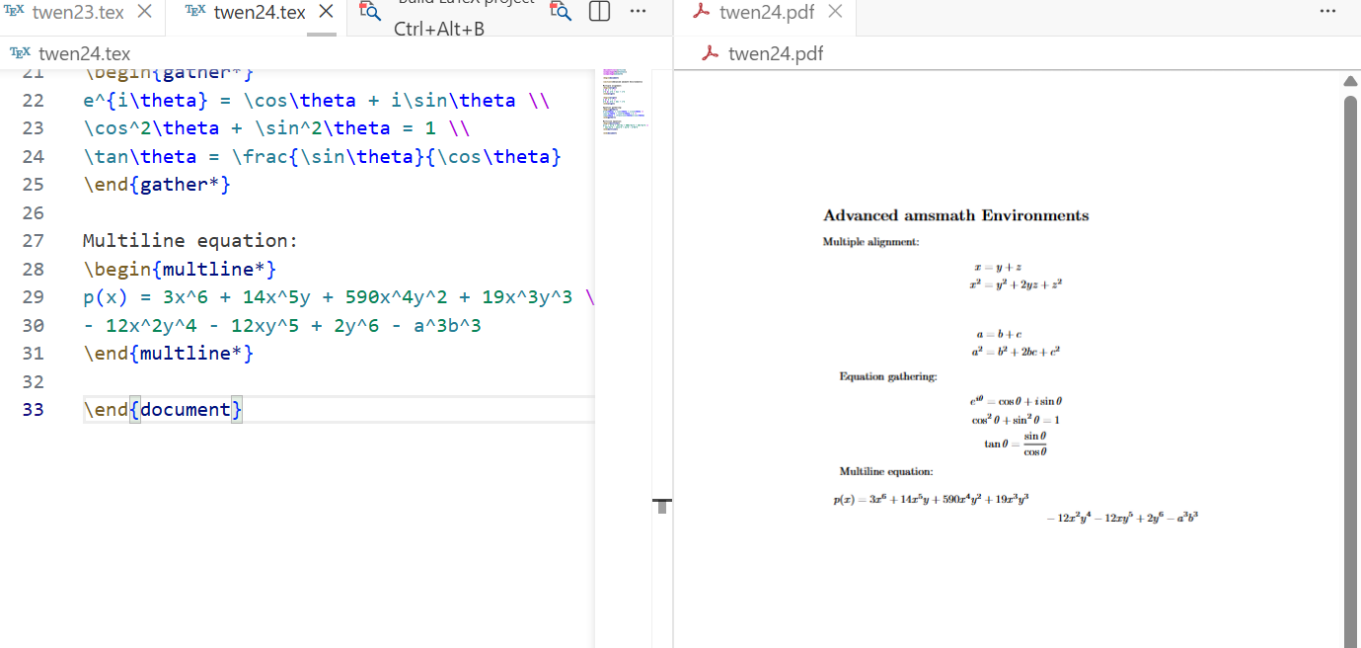 TEX twen23.tex
TEX twen24.tex
Build LaTeX project
Ctrl+Alt+B
twen24.pdf
TEX twen24.tex
twen24.pdf
21 \begin{gather*}
22 e^{i\theta} = \cos\theta + i\sin\theta \\
23 \cos^2\theta + \sin^2\theta = 1 \\
24 \tan\theta = \frac{\sin\theta}{\cos\theta}
25 \end{gather*}
26
27 Multiline equation:
28 \begin{multline*}
29 p(x) = 3x^6 + 14x^5y + 590x^4y^2 + 19x^3y^3 \
30 - 12x^2y^4 - 12xy^5 + 2y^6 - a^3b^3
31 \end{multline*}
32
33 \end{document}
Advanced amsmath Environments
Multiple alignment:
x = y + z
x² = y² + 2yz + z²
a = b + c
a² = b² + 2bc + c²
Equation gathering:
e^{iθ} = cos θ + i sin θ
cos² θ + sin² θ = 1
tan θ = sin θ / cos θ
Multiline equation:
p(x) = 3x⁶ + 14x⁵y + 590x⁴y² + 19x³y³
− 12x²y⁴ − 12xy⁵ + 2y⁶ − a³b³